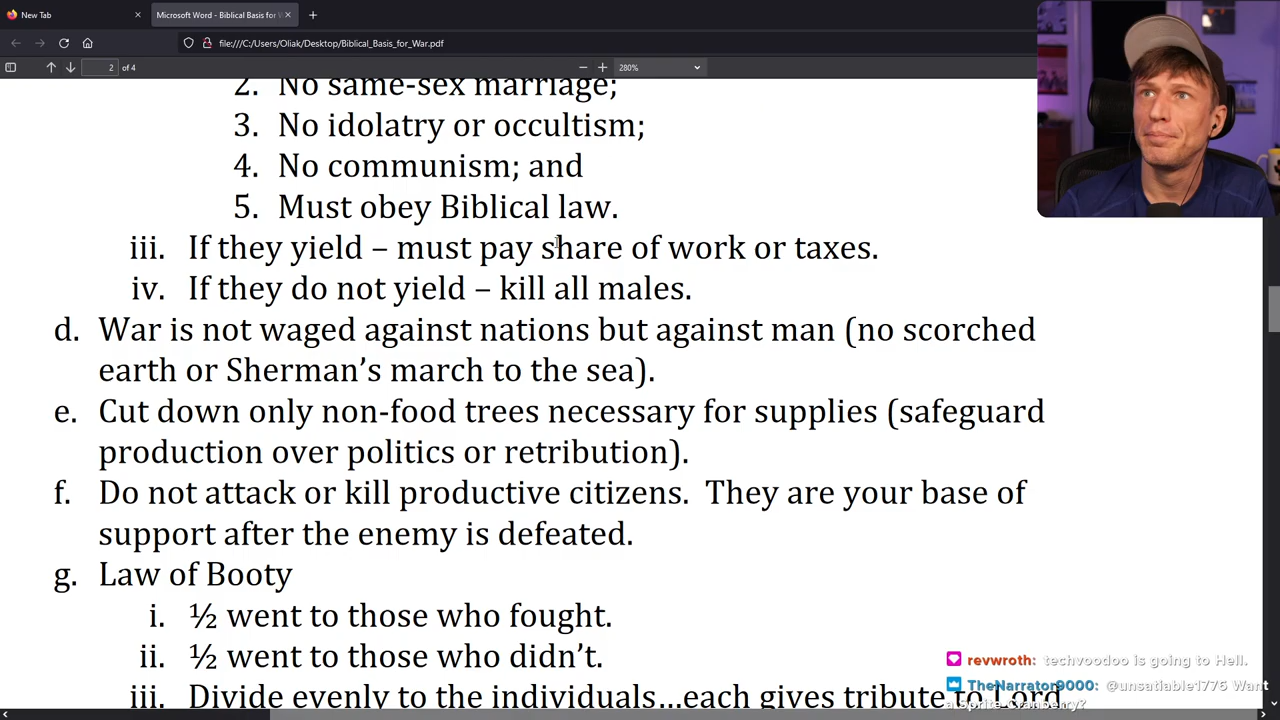 New Tab
Microsoft Word - Biblical Basis for W
file:///C:/Users/Oliak/Desktop/Biblical_Basis_for_War.pdf
2 of 4
280%
2. No same-sex marriage;
3. No idolatry or occultism;
4. No communism; and
5. Must obey Biblical law.
iii. If they yield – must pay share of work or taxes.
iv. If they do not yield – kill all males.
d. War is not waged against nations but against man (no scorched
earth or Sherman's march to the sea).
e. Cut down only non-food trees necessary for supplies (safeguard
production over politics or retribution).
f. Do not attack or kill productive citizens. They are your base of
support after the enemy is defeated.
g. Law of Booty
i. ½ went to those who fought.
ii. ½ went to those who didn't.
iii. Divide evenly to the individuals…each gives tribute to Lord
revwroth: techvoodoo is going to Hell.
TheNarrator9000: @unsatiable1776 Want
a Sprite Cranberry?